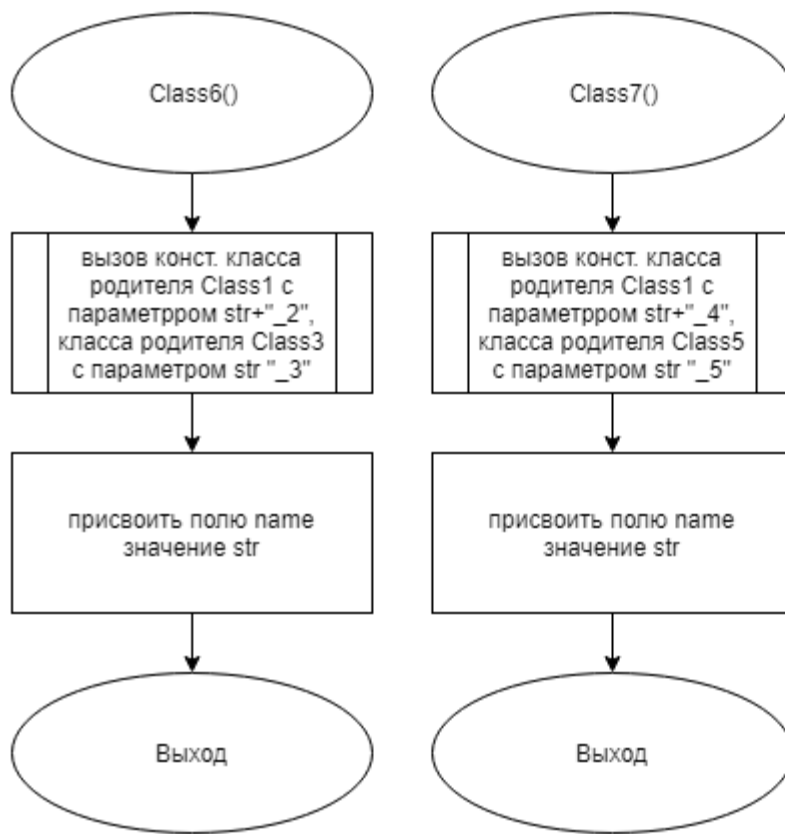 Class6()
вызов конст. класса
родителя Class1 с
параметрром str+"_2",
класса родителя Class3
с параметром str "_3"
присвоить полю name
значение str
Выход
Class7()
вызов конст. класса
родителя Class1 с
параметрром str+"_4",
класса родителя Class5
с параметром str "_5"
присвоить полю name
значение str
Выход